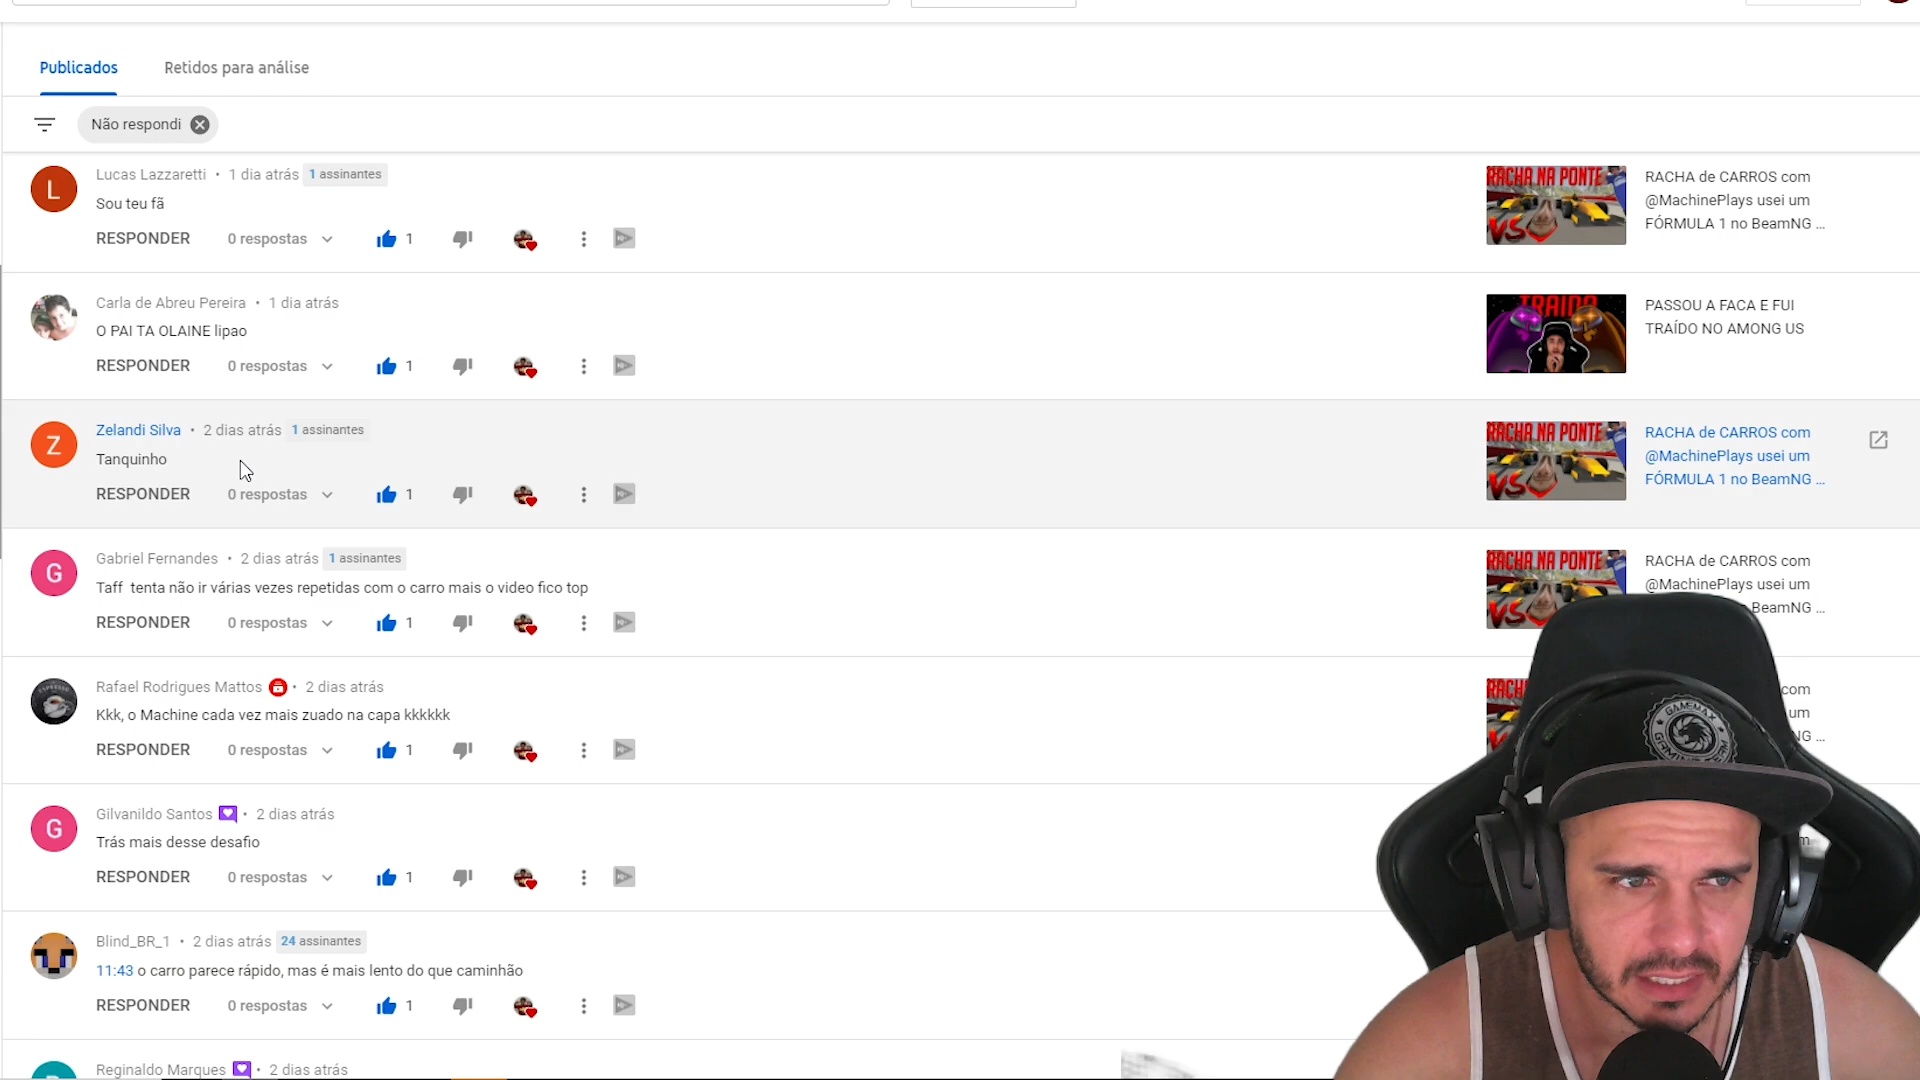 Publicados
Retidos para análise
Não respondi
L
Lucas Lazzaretti • 1 dia atrás 1 assinantes
Sou teu fã
RESPONDER 0 respostas 1
RACHA NA PONTE
VS
RACHA de CARROS com
@MachinePlays usei um
FÓRMULA 1 no BeamNG ...
Carla de Abreu Pereira • 1 dia atrás
O PAI TA OLAINE lipao
RESPONDER 0 respostas 1
TRAIDO
PASSOU A FACA E FUI
TRAÍDO NO AMONG US
Z
Zelandi Silva • 2 dias atrás 1 assinantes
Tanquinho
RESPONDER 0 respostas 1
RACHA NA PONTE
VS
RACHA de CARROS com
@MachinePlays usei um
FÓRMULA 1 no BeamNG ...
G
Gabriel Fernandes • 2 dias atrás 1 assinantes
Taff tenta não ir várias vezes repetidas com o carro mais o video fico top
RESPONDER 0 respostas 1
RACHA NA PONTE
VS
RACHA de CARROS com
@MachinePlays usei um
BeamNG ...
Rafael Rodrigues Mattos • 2 dias atrás
Kkk, o Machine cada vez mais zuado na capa kkkkkk
RESPONDER 0 respostas 1
com
um
NG ...
GAMEMAX
G
Gilvanildo Santos • 2 dias atrás
Trás mais desse desafio
RESPONDER 0 respostas 1
Blind_BR_1 • 2 dias atrás 24 assinantes
11:43 o carro parece rápido, mas é mais lento do que caminhão
RESPONDER 0 respostas 1
Reginaldo Marques • 2 dias atrás